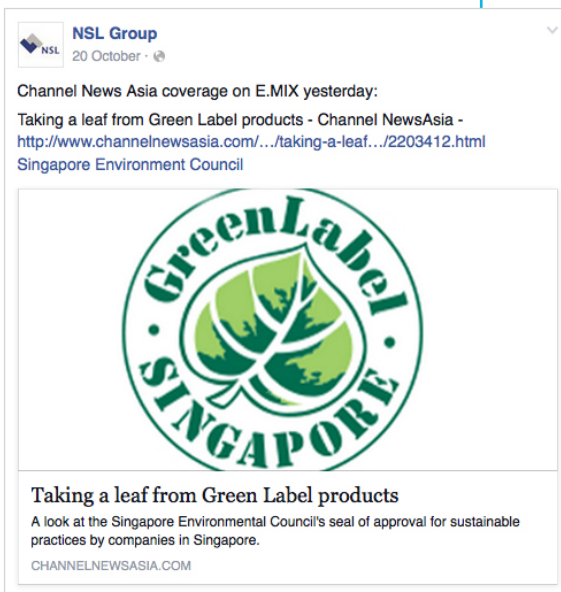 NSL Group
NSL
20 October ·
Channel News Asia coverage on E.MIX yesterday:
Taking a leaf from Green Label products - Channel NewsAsia -
http://www.channelnewsasia.com/.../taking-a-leaf.../2203412.html
Singapore Environment Council
GreenLabel
SINGAPORE
Taking a leaf from Green Label products
A look at the Singapore Environmental Council's seal of approval for sustainable
practices by companies in Singapore.
CHANNELNEWSASIA.COM